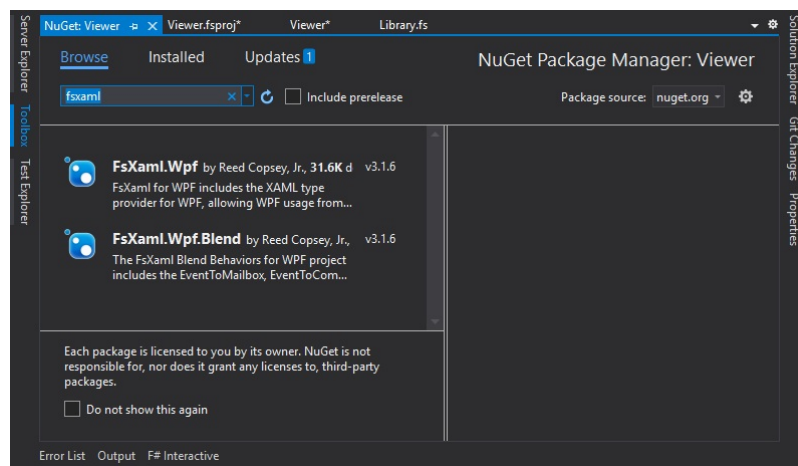 NuGet: Viewer Viewer.fsproj* Viewer* Library.fs
Server Explorer
Toolbox
Test Explorer
Browse Installed Updates 1
NuGet Package Manager: Viewer
fsxaml Include prerelease
Package source: nuget.org
FsXaml.Wpf by Reed Copsey, Jr., 31.6K d v3.1.6
FsXaml for WPF includes the XAML type
provider for WPF, allowing WPF usage from...
FsXaml.Wpf.Blend by Reed Copsey, Jr., v3.1.6
The FsXaml Blend Behaviors for WPF project
includes the EventToMailbox, EventToCom...
Each package is licensed to you by its owner. NuGet is not
responsible for, nor does it grant any licenses to, third-party
packages.
Do not show this again
Solution Explorer
Git Changes
Properties
Error List Output F# Interactive